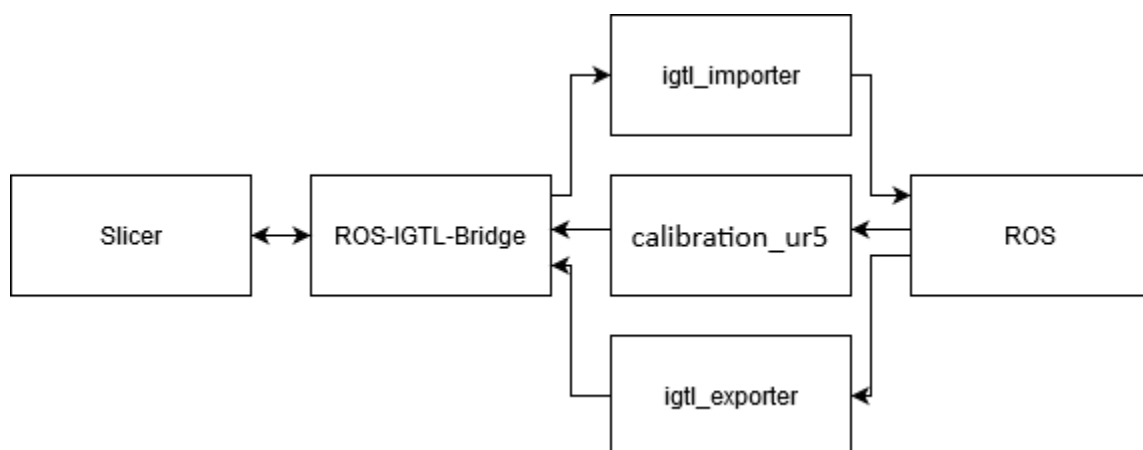 igtl_importer
Slicer
ROS-IGTL-Bridge
calibration_ur5
ROS
igtl_exporter